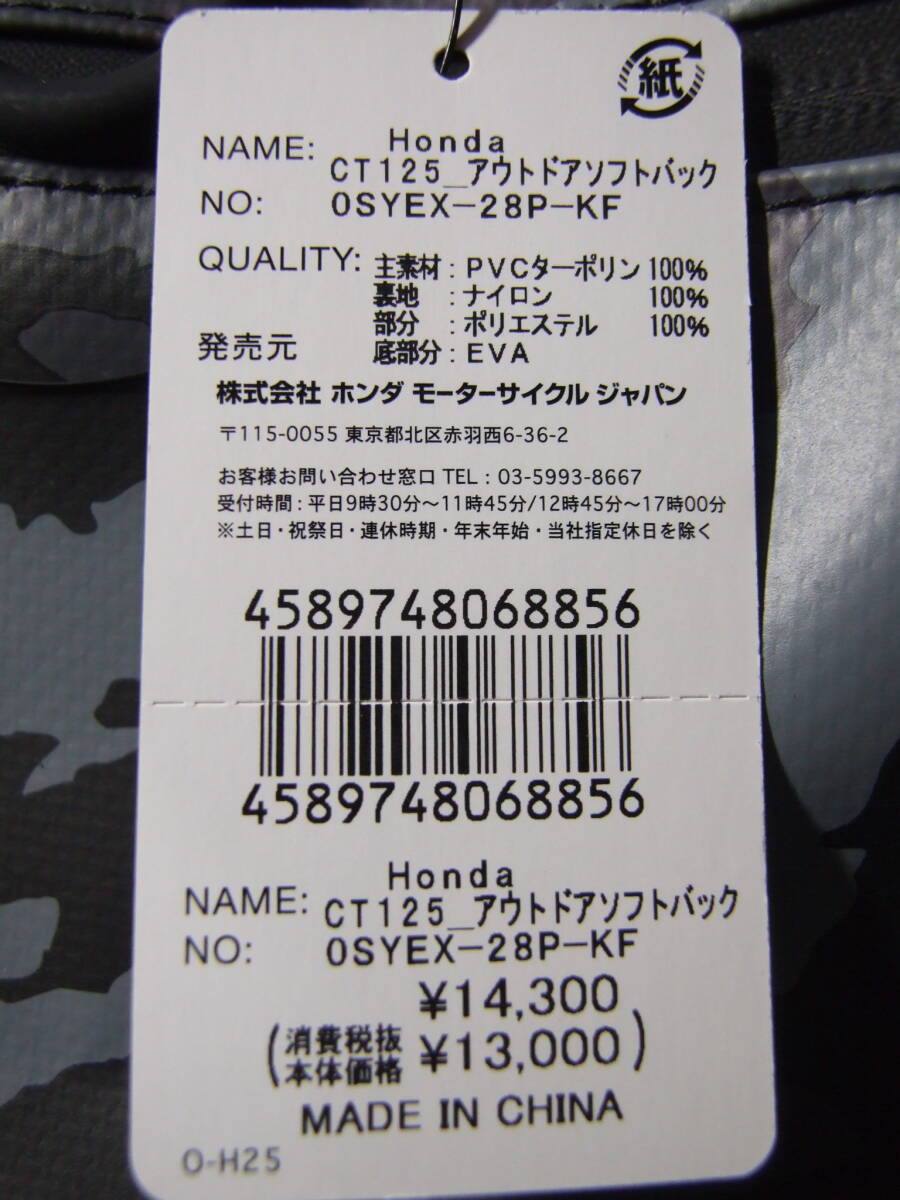 紙
NAME: Honda
CT125_アウトドアソフトバック
NO: 0SYEX-28P-KF
QUALITY: 主素材:PVCターポリン100%
裏地 :ナイロン 100%
部分 :ポリエステル 100%
底部分:EVA
発売元
株式会社 ホンダ モーターサイクル ジャパン
〒115-0055 東京都北区赤羽西6-36-2
お客様お問い合わせ窓口 TEL:03-5993-8667
受付時間:平日9時30分〜11時45分/12時45分〜17時00分
※土日・祝祭日・連休時期・年末年始・当社指定休日を除く
4589748068856
4589748068856
NAME: Honda
CT125_アウトドアソフトバック
NO: 0SYEX-28P-KF
¥14,300
(消費税抜本体価格 ¥13,000)
MADE IN CHINA
O-H25